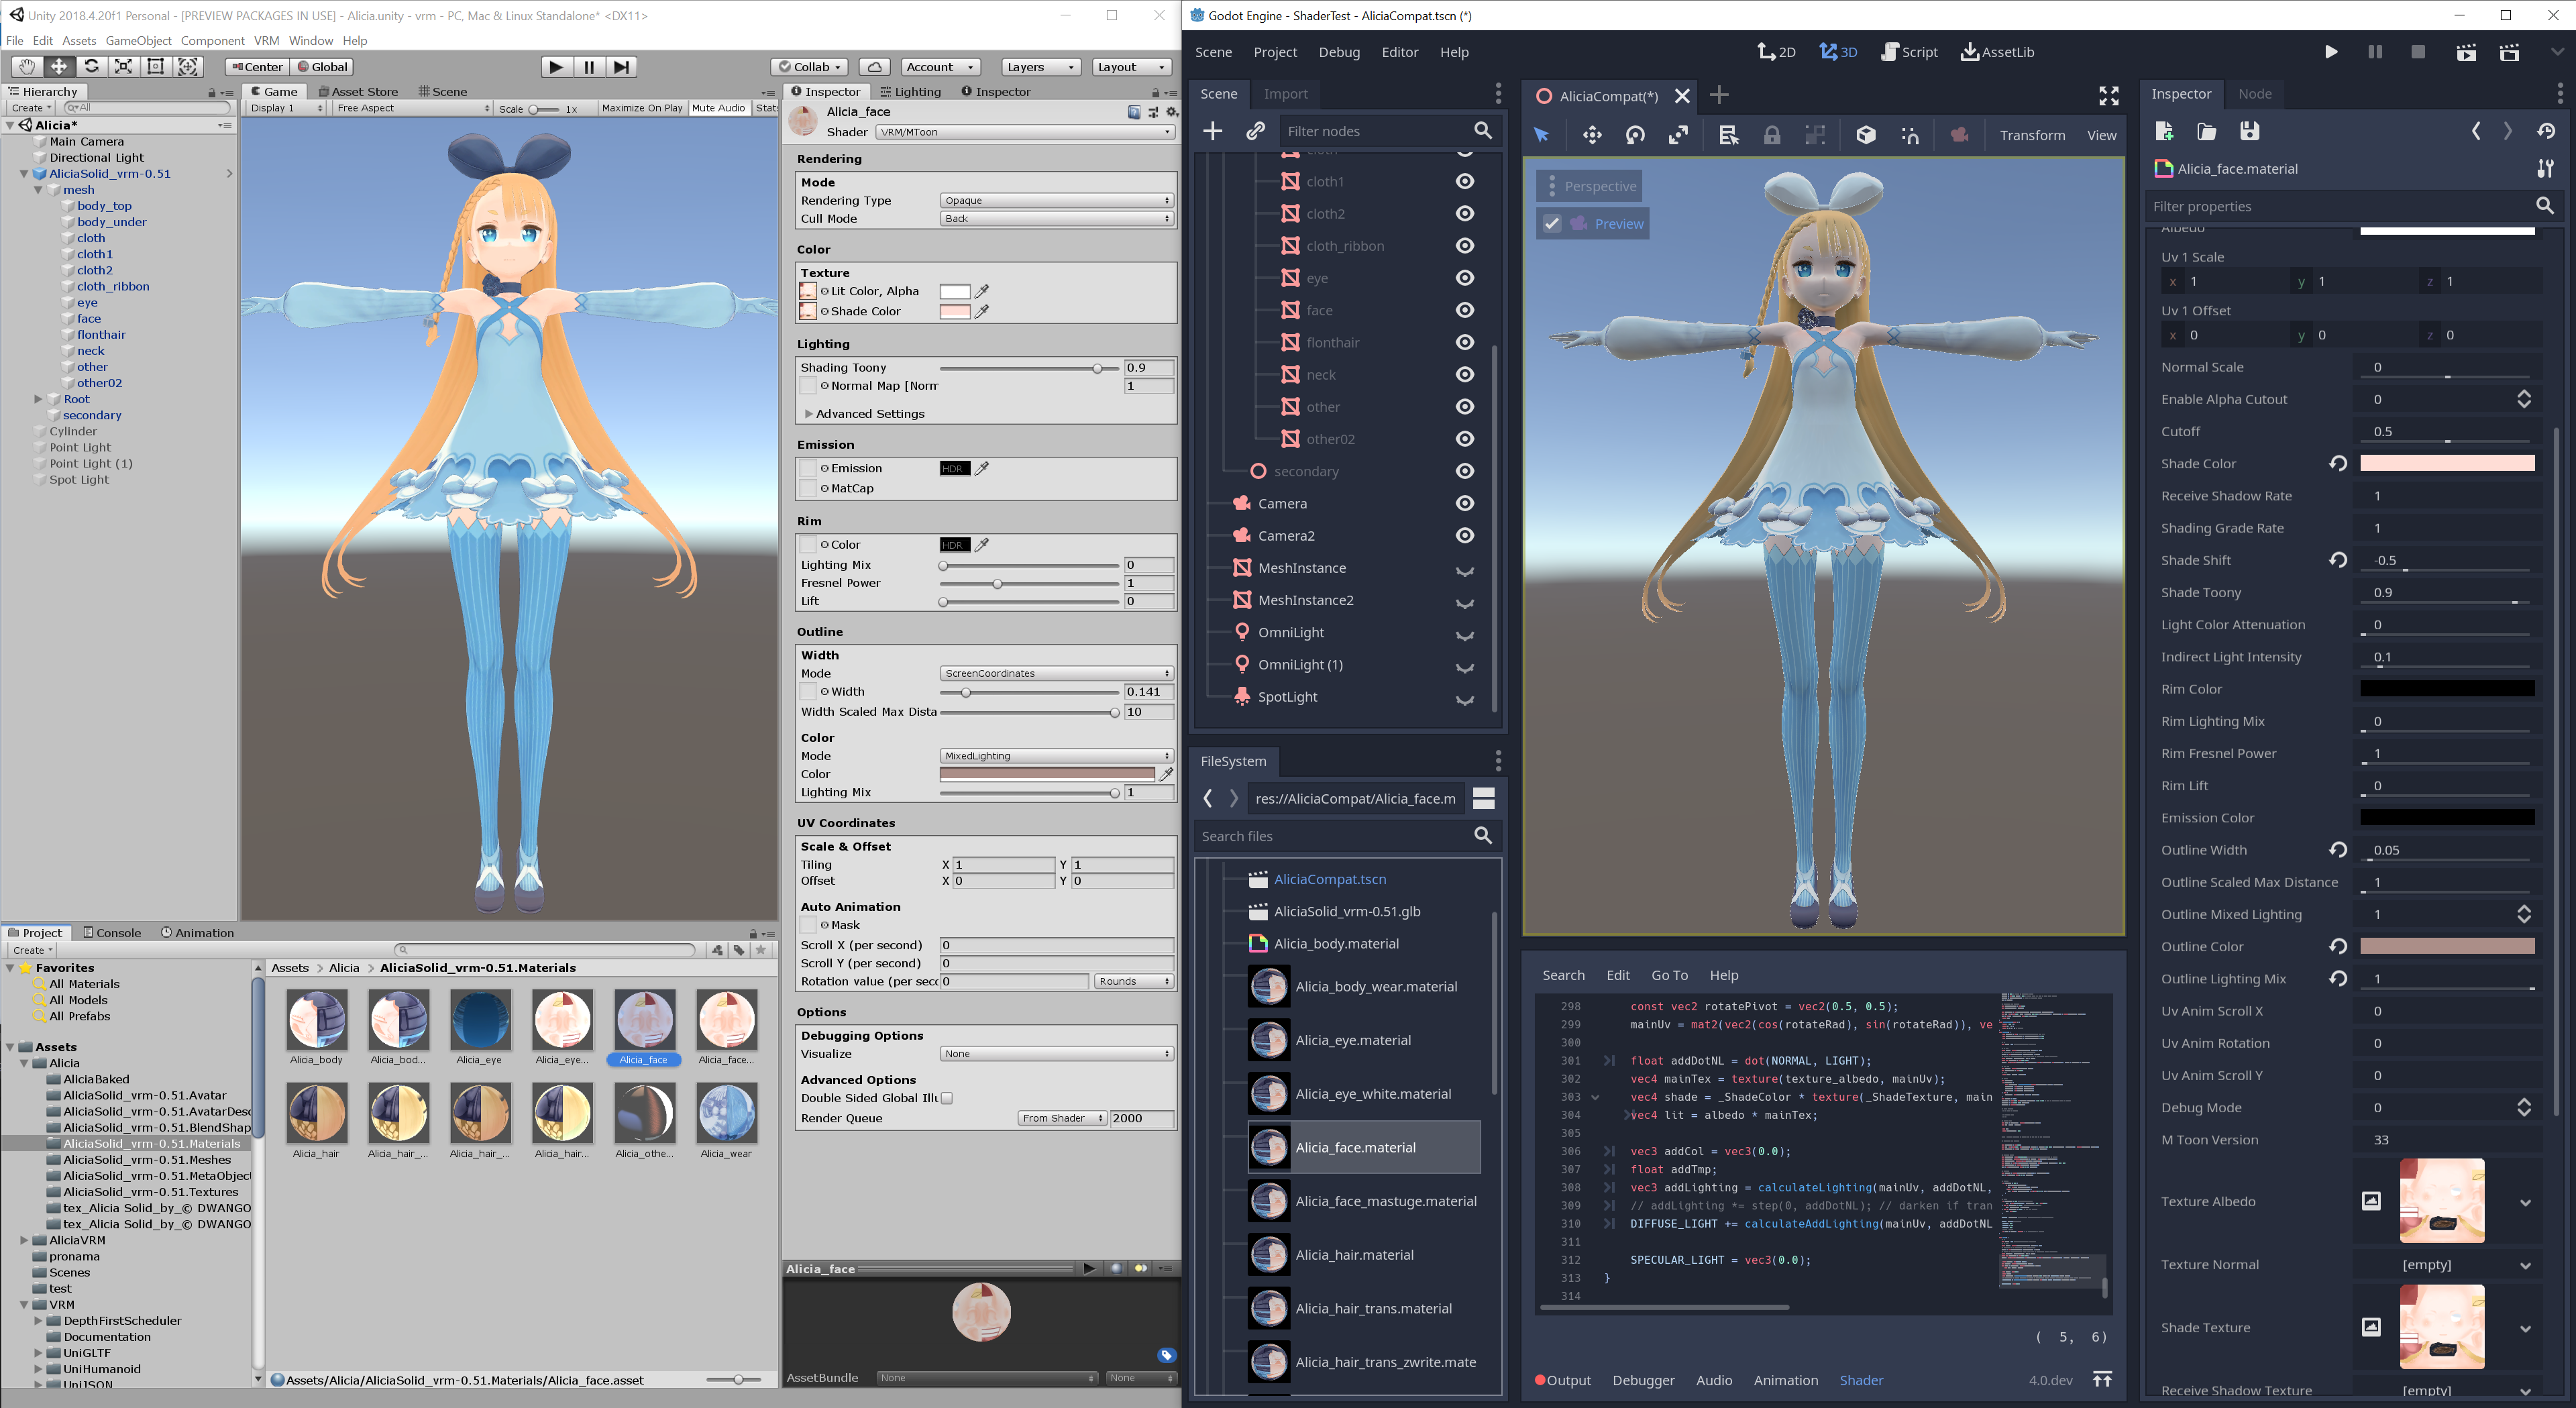 Unity 2018.4.20f1 Personal - [PREVIEW PACKAGES IN USE] - Alicia.unity - vrm - PC, Mac & Linux Standalone* <DX11>
File Edit Assets GameObject Component VRM Window Help
Center Global
Collab Account Layers Layout
Hierarchy
Create All
Alicia*
Main Camera
Directional Light
AliciaSolid_vrm-0.51
mesh
body_top
body_under
cloth
cloth1
cloth2
cloth_ribbon
eye
face
flonthair
neck
other
other02
Root
secondary
Cylinder
Point Light
Point Light (1)
Spot Light
Game Asset Store Scene
Display 1 Free Aspect Scale 1x Maximize On Play Mute Audio Stats
Inspector Lighting Inspector
Alicia_face
Shader VRM/MToon
Rendering
Mode
Rendering Type Opaque
Cull Mode Back
Color
Texture
Lit Color, Alpha
Shade Color
Lighting
Shading Toony 0.9
Normal Map [Norm 1
Advanced Settings
Emission
Emission HDR
MatCap
Rim
Color HDR
Lighting Mix 0
Fresnel Power 1
Lift 0
Outline
Width
Mode ScreenCoordinates
Width 0.141
Width Scaled Max Dista 10
Color
Mode MixedLighting
Color
Lighting Mix 1
UV Coordinates
Scale & Offset
Tiling X 1 Y 1
Offset X 0 Y 0
Auto Animation
Mask
Scroll X (per second) 0
Scroll Y (per second) 0
Rotation value (per sec 0 Rounds
Options
Debugging Options
Visualize None
Advanced Options
Double Sided Global Illu
Render Queue From Shader 2000
Alicia_face
AssetBundle None None
Project Console Animation
Create
Favorites
All Materials
All Models
All Prefabs
Assets
Alicia
AliciaBaked
AliciaSolid_vrm-0.51.Avatar
AliciaSolid_vrm-0.51.AvatarDesc
AliciaSolid_vrm-0.51.BlendShap
AliciaSolid_vrm-0.51.Materials
AliciaSolid_vrm-0.51.Meshes
AliciaSolid_vrm-0.51.MetaObject
AliciaSolid_vrm-0.51.Textures
tex_Alicia Solid_by_© DWANGO
tex_Alicia Solid_by_© DWANGO
AliciaVRM
pronama
Scenes
test
VRM
DepthFirstScheduler
Documentation
UniGLTF
UniHumanoid
UniJSON
Assets > Alicia > AliciaSolid_vrm-0.51.Materials
Alicia_body Alicia_bod... Alicia_eye Alicia_eye... Alicia_face Alicia_face...
Alicia_hair Alicia_hair_... Alicia_hair_... Alicia_hair... Alicia_othe... Alicia_wear
Assets/Alicia/AliciaSolid_vrm-0.51.Materials/Alicia_face.asset
Godot Engine - ShaderTest - AliciaCompat.tscn (*)
Scene Project Debug Editor Help
2D 3D Script AssetLib
Scene Import
Filter nodes
cloth
cloth1
cloth2
cloth_ribbon
eye
face
flonthair
neck
other
other02
secondary
Camera
Camera2
MeshInstance
MeshInstance2
OmniLight
OmniLight (1)
SpotLight
FileSystem
res://AliciaCompat/Alicia_face.m
Search files
AliciaCompat.tscn
AliciaSolid_vrm-0.51.glb
Alicia_body.material
Alicia_body_wear.material
Alicia_eye.material
Alicia_eye_white.material
Alicia_face.material
Alicia_face_mastuge.material
Alicia_hair.material
Alicia_hair_trans.material
Alicia_hair_trans_zwrite.mate
AliciaCompat(*)
Transform View
Perspective
Preview
Search Edit Go To Help
298 const vec2 rotatePivot = vec2(0.5, 0.5);
299 mainUv = mat2(vec2(cos(rotateRad), sin(rotateRad)), ve
300
301 float addDotNL = dot(NORMAL, LIGHT);
302 vec4 mainTex = texture(texture_albedo, mainUv);
303 vec4 shade = _ShadeColor * texture(_ShadeTexture, main
304 vec4 lit = albedo * mainTex;
305
306 vec3 addCol = vec3(0.0);
307 float addTmp;
308 vec3 addLighting = calculateLighting(mainUv, addDotNL,
309 // addLighting *= step(0, addDotNL); // darken if tran
310 DIFFUSE_LIGHT += calculateAddLighting(mainUv, addDotNL
311
312 SPECULAR_LIGHT = vec3(0.0);
313 }
314
( 5, 6)
Output Debugger Audio Animation Shader 4.0.dev
Inspector Node
Alicia_face.material
Filter properties
Albedo
Uv 1 Scale
x 1 y 1 z 1
Uv 1 Offset
x 0 y 0 z 0
Normal Scale 0
Enable Alpha Cutout 0
Cutoff 0.5
Shade Color
Receive Shadow Rate 1
Shading Grade Rate 1
Shade Shift -0.5
Shade Toony 0.9
Light Color Attenuation 0
Indirect Light Intensity 0.1
Rim Color
Rim Lighting Mix 0
Rim Fresnel Power 1
Rim Lift 0
Emission Color
Outline Width 0.05
Outline Scaled Max Distance 1
Outline Mixed Lighting 1
Outline Color
Outline Lighting Mix 1
Uv Anim Scroll X 0
Uv Anim Rotation 0
Uv Anim Scroll Y 0
Debug Mode 0
M Toon Version 33
Texture Albedo
Texture Normal [empty]
Shade Texture
Receive Shadow Texture [empty]